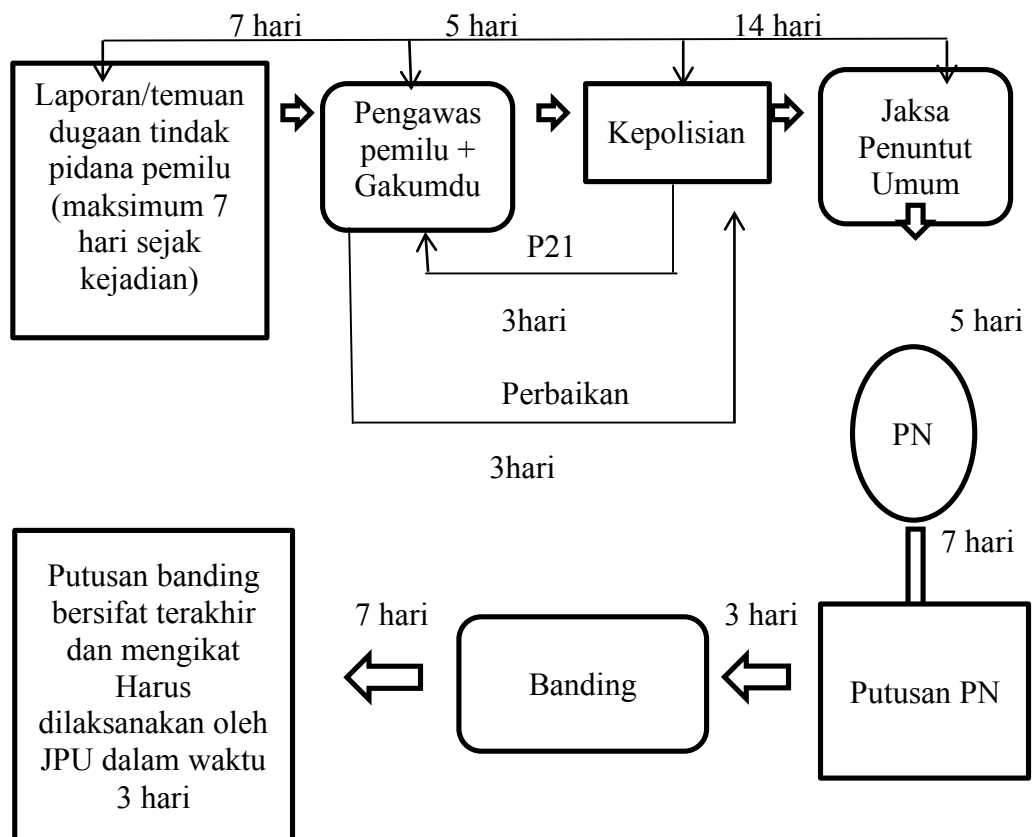 7 hari
5 hari
14 hari
Laporan/temuan
dugaan tindak
pidana pemilu
(maksimum 7
hari sejak
kejadian)
Pengawas
pemilu +
Gakumdu
Kepolisian
Jaksa
Penuntut
Umum
P21
3hari
Perbaikan
3hari
5 hari
PN
7 hari
Putusan PN
3 hari
Banding
7 hari
Putusan banding
bersifat terakhir
dan mengikat
Harus
dilaksanakan oleh
JPU dalam waktu
3 hari